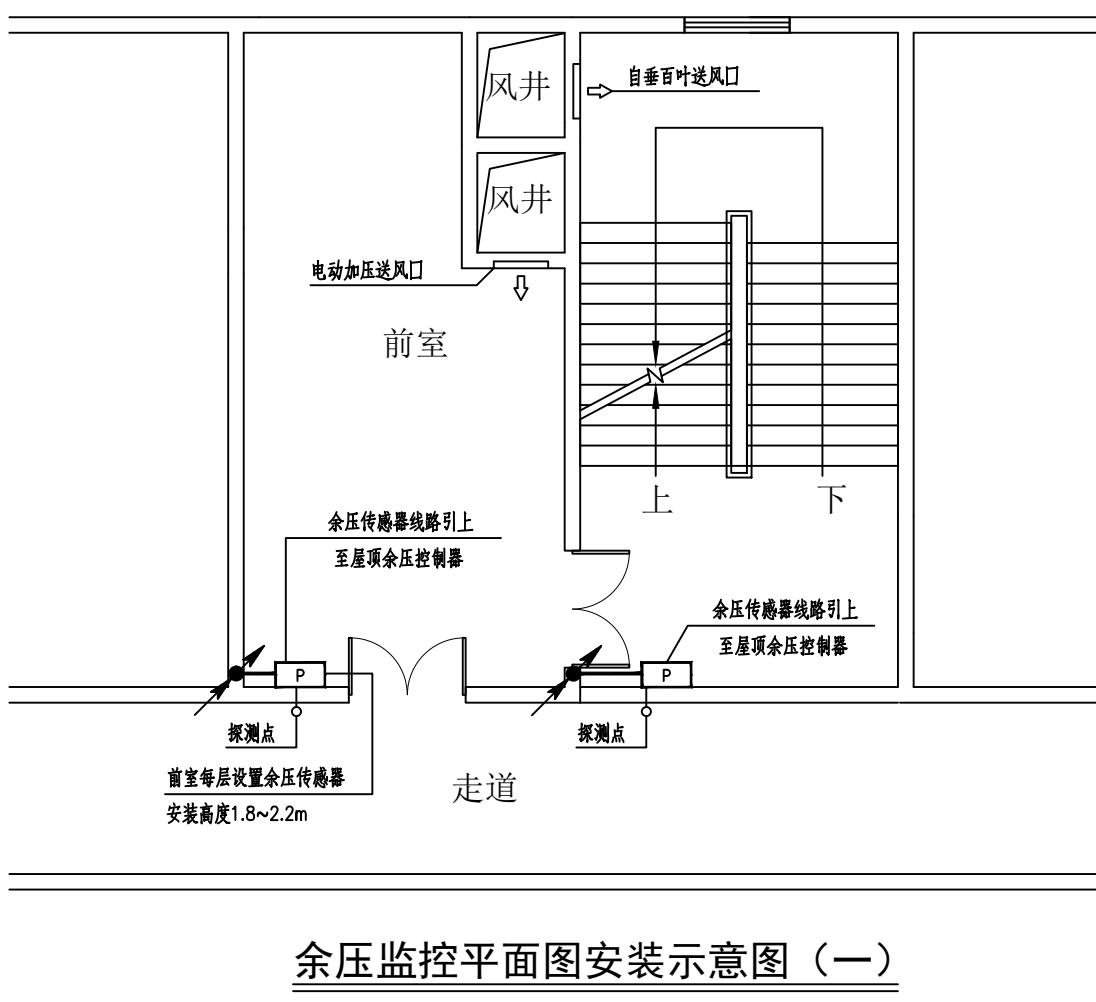 风井
自垂百叶送风口
风井
电动加压送风口
前室
上
下
余压传感器线路引上
至屋顶余压控制器
余压传感器线路引上
至屋顶余压控制器
P
P
探测点
探测点
前室每层设置余压传感器
安装高度1.8~2.2m
走道
余压监控平面图安装示意图（一）